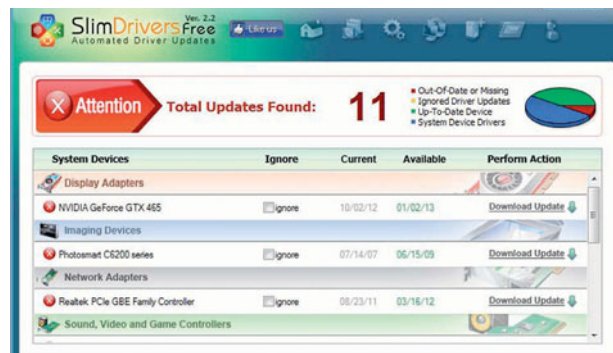 Ver. 2.2
SlimDrivers Free
Automated Driver Updates
Like us
Attention
Total Updates Found:
11
Out-Of-Date or Missing
Ignored Driver Updates
Up-To-Date Device
System Device Drivers
System Devices Ignore Current Available Perform Action
Display Adapters
NVIDIA GeForce GTX 465 ignore 10/02/12 01/02/13 Download Update
Imaging Devices
Photosmart C6200 series ignore 07/14/07 06/15/09 Download Update
Network Adapters
Realtek PCIe GBE Family Controller ignore 08/23/11 03/16/12 Download Update
Sound, Video and Game Controllers